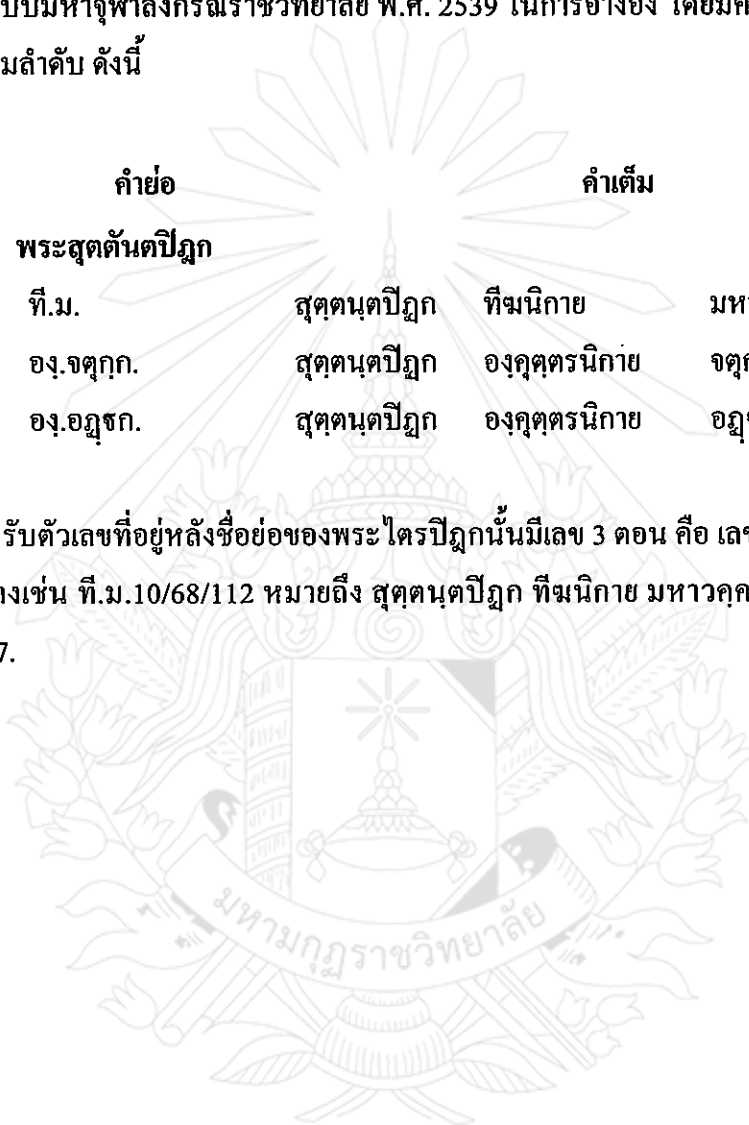 บบมหาจุฬาลงกรณราชวิทยาลัย พ.ศ. 2539 ในการอ้างอิง โดยมีค
มลำดับ ดังนี้
คำย่อ คำเต็ม
พระสุตตันตปิฎก
ที.ม. สุตฺตนฺตปิฏก ทีฆนิกาย มหา
องฺ.จตุกฺก. สุตฺตนฺตปิฏก องฺคุตฺตรนิกาย จตุก
องฺ.อฏฺฐก. สุตฺตนฺตปิฏก องฺคุตฺตรนิกาย อฏฺ
รับตัวเลขที่อยู่หลังชื่อย่อของพระไตรปิฎกนั้นมีเลข 3 ตอน คือ เลข
างเช่น ที.ม.10/68/112 หมายถึง สุตฺตนฺตปิฏก ทีฆนิกาย มหาวคฺค
7.
มหามกุฏราชวิทยาลัย